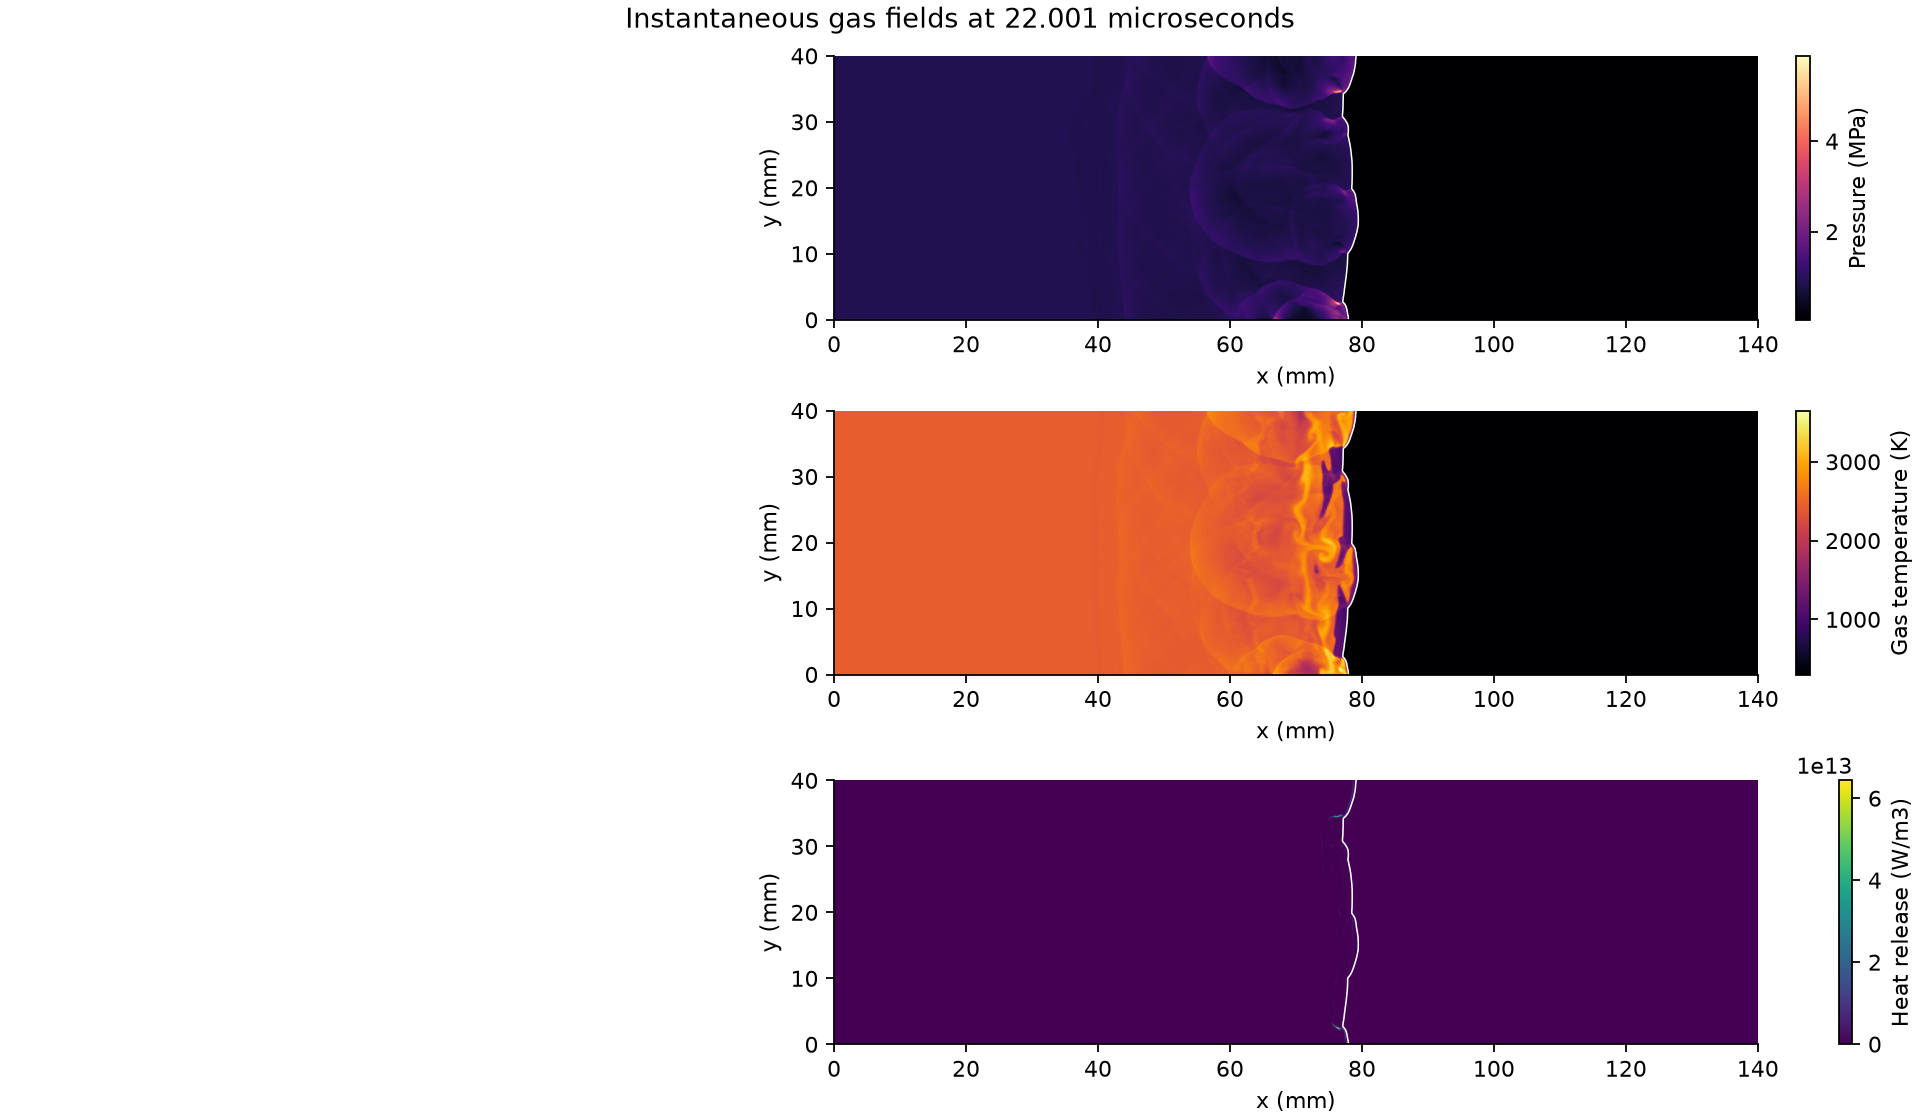 Instantaneous gas fields at 22.001 microseconds
40
30
20
10
0
y (mm)
0 20 40 60 80 100 120 140
x (mm)
4
2
Pressure (MPa)
40
30
20
10
0
y (mm)
0 20 40 60 80 100 120 140
x (mm)
3000
2000
1000
Gas temperature (K)
1e13
40
30
20
10
0
y (mm)
0 20 40 60 80 100 120 140
x (mm)
6
4
2
0
Heat release (W/m3)